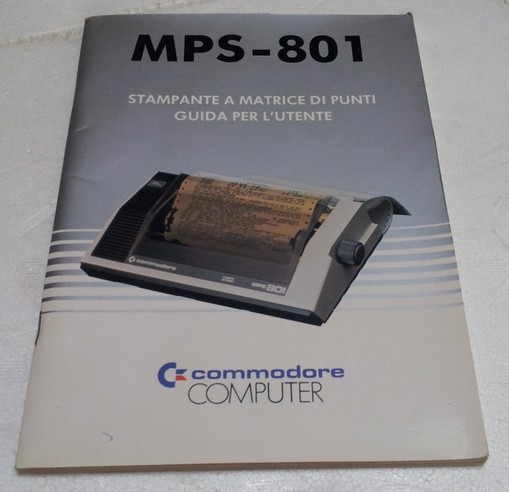 MPS-801
STAMPANTE A MATRICE DI PUNTI
GUIDA PER L'UTENTE
commodore
MPS 801
commodore
COMPUTER